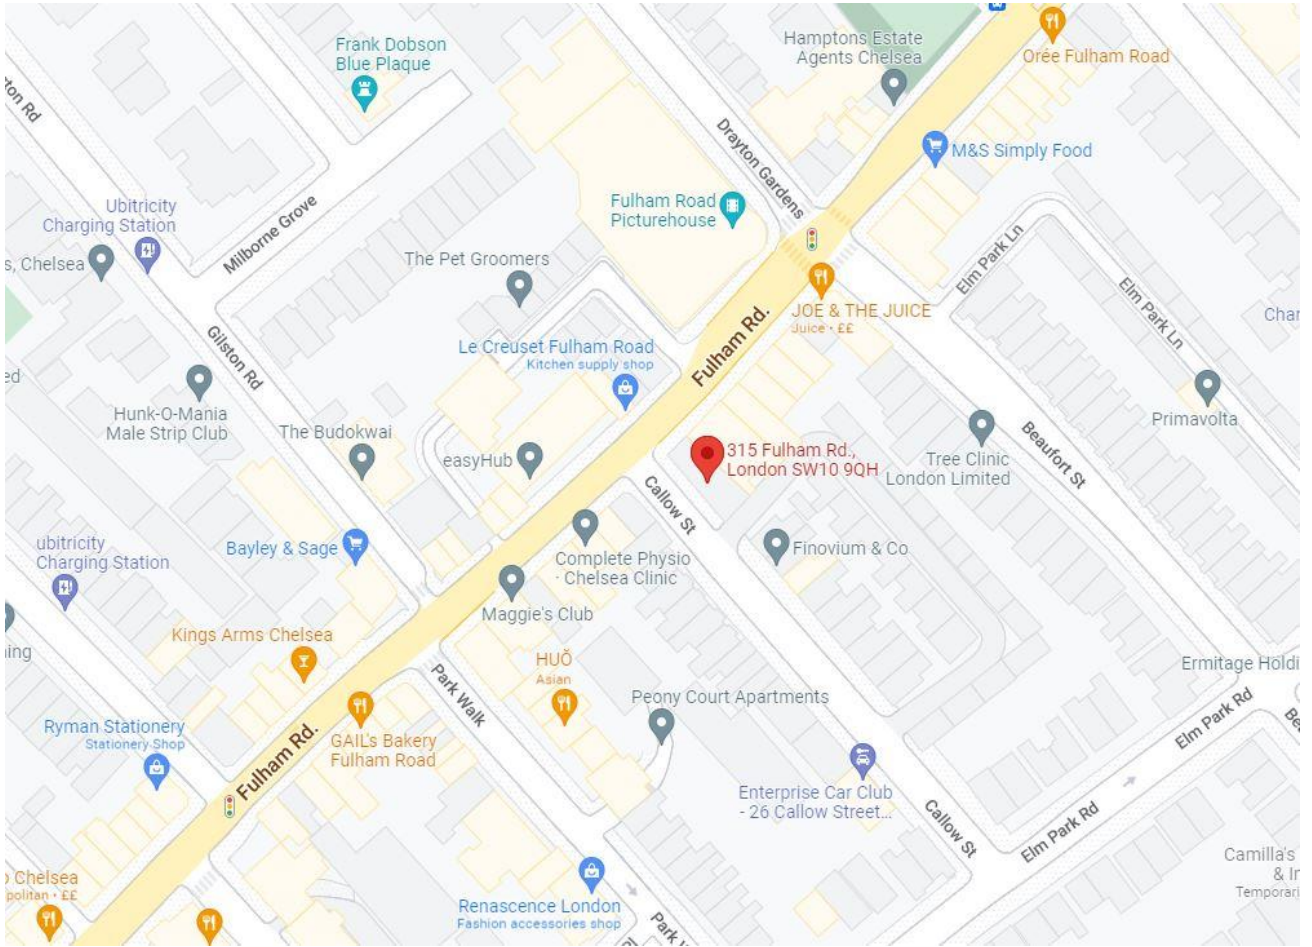 Frank Dobson
Blue Plaque
Hamptons Estate
Agents Chelsea
Orée Fulham Road
Drayton Gardens
M&S Simply Food
Ubitricity
Charging Station
Milborne Grove
Fulham Road
Picturehouse
s, Chelsea
The Pet Groomers
Elm Park Ln
Elm Park Ln
JOE & THE JUICE
Juice · ££
Fulham Rd.
Le Creuset Fulham Road
Kitchen supply shop
Gilston Rd
Hunk-O-Mania
Male Strip Club
The Budokwai
easyHub
315 Fulham Rd.,
London SW10 9QH
Tree Clinic
London Limited
Primavolta
Beaufort St
Callow St
Bayley & Sage
ubitricity
Charging Station
Complete Physio
- Chelsea Clinic
Finovium & Co
Maggie's Club
Kings Arms Chelsea
HUŎ
Asian
Park Walk
Peony Court Apartments
Ermitage Holdi
Elm Park Rd
Ryman Stationery
Stationery Shop
GAIL's Bakery
Fulham Road
Fulham Rd.
Enterprise Car Club
- 26 Callow Street...
Callow St
Elm Park Rd
Camilla's
& In
Temporari
Chelsea
politan · ££
Renascence London
Fashion accessories shop